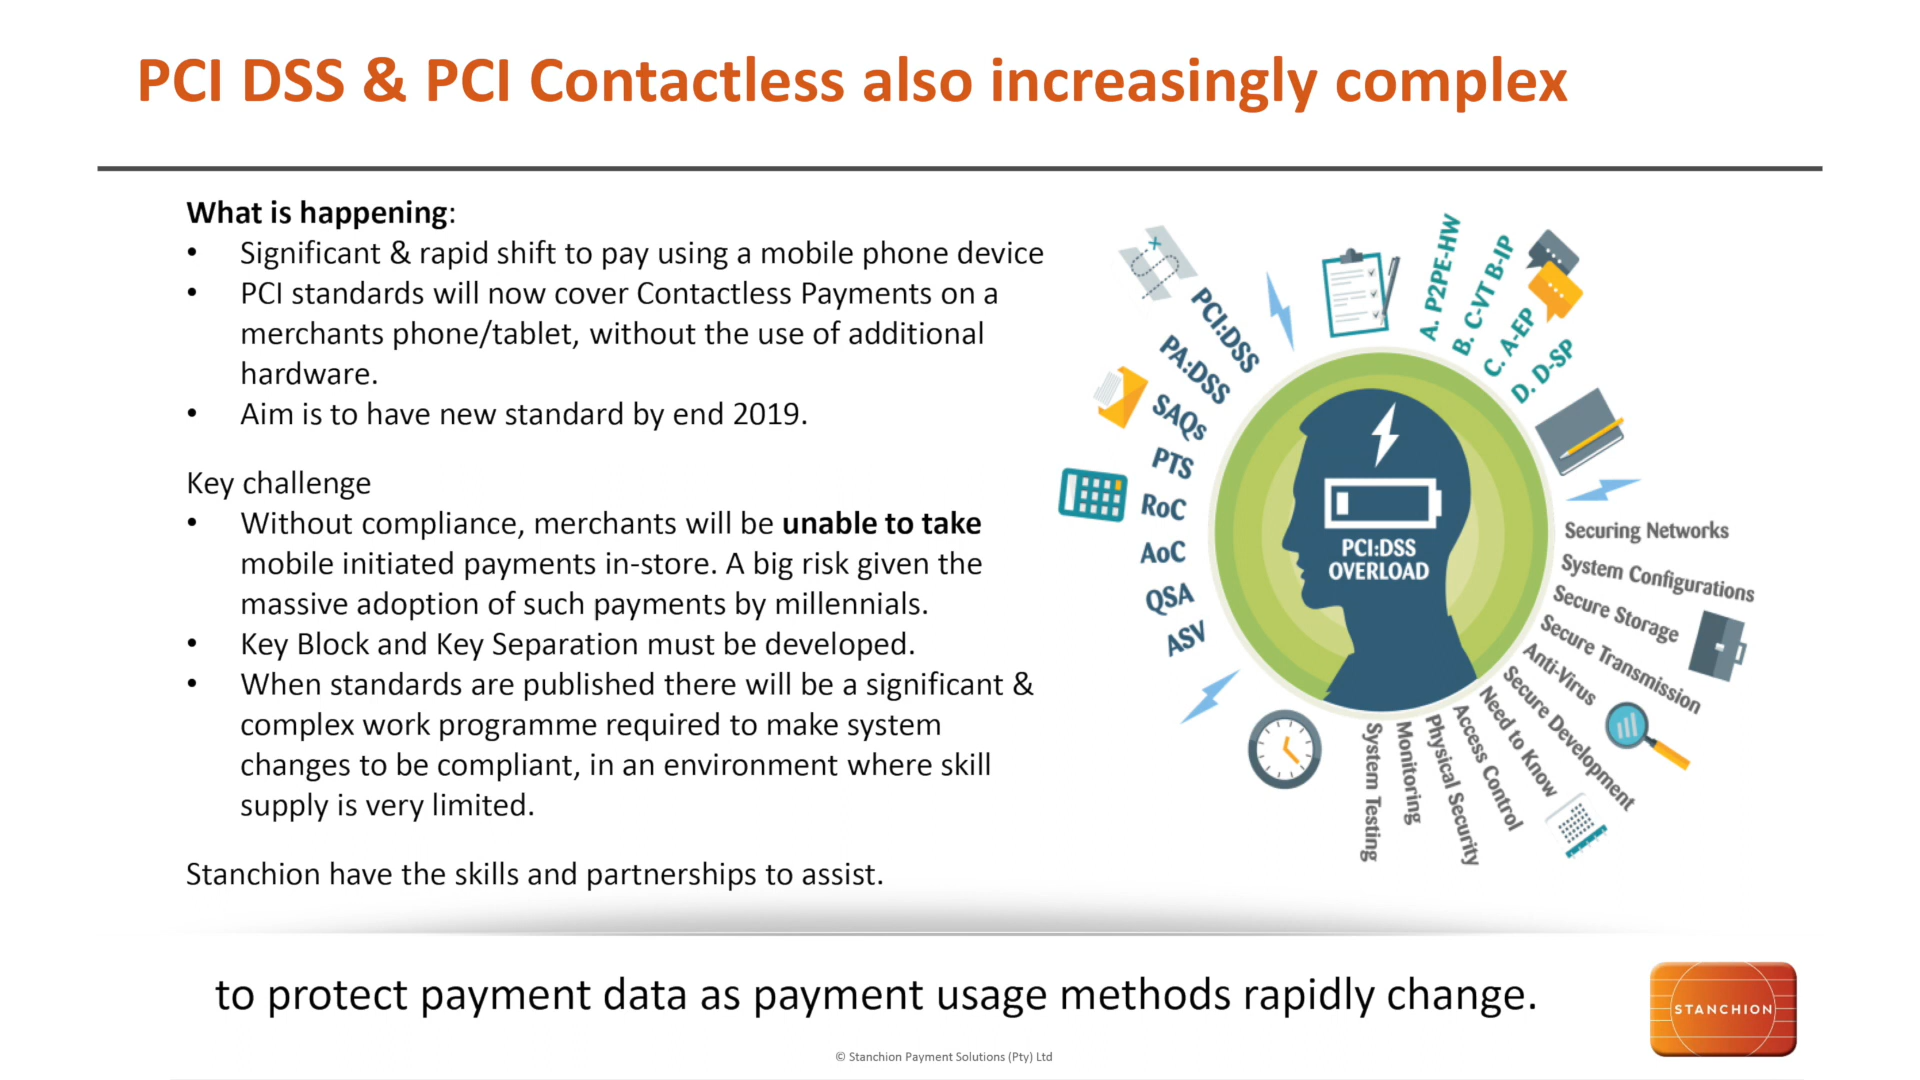 PCI DSS & PCI Contactless also increasingly complex
What is happening:
• Significant & rapid shift to pay using a mobile phone device
• PCI standards will now cover Contactless Payments on a
merchants phone/tablet, without the use of additional
hardware.
• Aim is to have new standard by end 2019.
Key challenge
• Without compliance, merchants will be unable to take
mobile initiated payments in-store. A big risk given the
massive adoption of such payments by millennials.
• Key Block and Key Separation must be developed.
• When standards are published there will be a significant &
complex work programme required to make system
changes to be compliant, in an environment where skill
supply is very limited.
Stanchion have the skills and partnerships to assist.
PCI:DSS
PA:DSS
SAQs
PTS
RoC
AoC
QSA
ASV
A. P2PE-HW
B. C-VT B-IP
C. A-EP
D. D-SP
PCI:DSS
OVERLOAD
Securing Networks
System Configurations
Secure Storage
Secure Transmission
Anti-Virus
Secure Development
Need to Know
Access Control
Physical Security
Monitoring
System Testing
to protect payment data as payment usage methods rapidly change.
STANCHION
© Stanchion Payment Solutions (Pty) Ltd